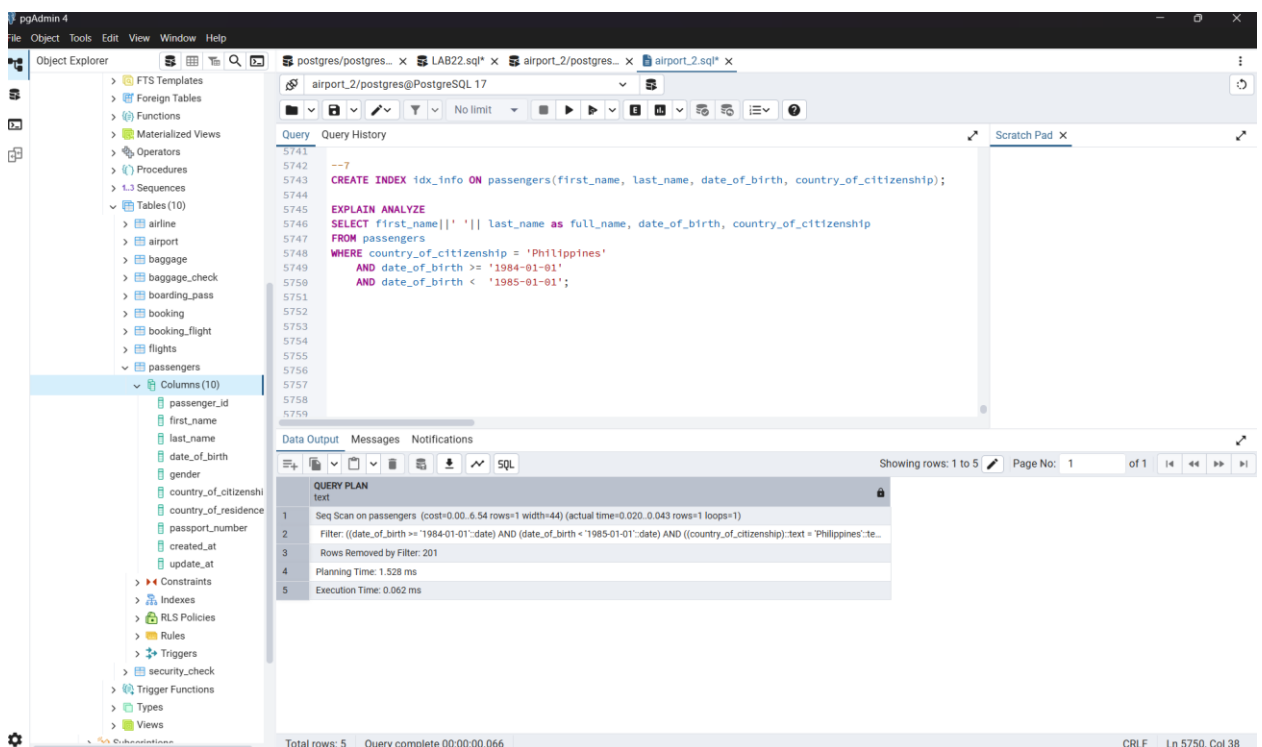 pgAdmin 4
File Object Tools Edit View Window Help
Object Explorer
postgres/postgres... X LAB22.sql* X airport_2/postgres... X airport_2.sql* X
airport_2/postgres@PostgreSQL 17
No limit
Query Query History
Scratch Pad X
FTS Templates
Foreign Tables
Functions
Materialized Views
Operators
Procedures
1..3 Sequences
Tables (10)
airline
airport
baggage
baggage_check
boarding_pass
booking
booking_flight
flights
passengers
Columns (10)
passenger_id
first_name
last_name
date_of_birth
gender
country_of_citizenshi
country_of_residence
passport_number
created_at
update_at
Constraints
Indexes
RLS Policies
Rules
Triggers
security_check
Trigger Functions
Types
Views
Subscriptions
5741
5742 --7
5743 CREATE INDEX idx_info ON passengers(first_name, last_name, date_of_birth, country_of_citizenship);
5744
5745 EXPLAIN ANALYZE
5746 SELECT first_name||' '|| last_name as full_name, date_of_birth, country_of_citizenship
5747 FROM passengers
5748 WHERE country_of_citizenship = 'Philippines'
5749 AND date_of_birth >= '1984-01-01'
5750 AND date_of_birth < '1985-01-01';
5751
5752
5753
5754
5755
5756
5757
5758
5759
Data Output Messages Notifications
SQL
Showing rows: 1 to 5 Page No: 1 of 1
QUERY PLAN
text
1 Seq Scan on passengers (cost=0.00..6.54 rows=1 width=44) (actual time=0.020..0.043 rows=1 loops=1)
2 Filter: ((date_of_birth >= '1984-01-01'::date) AND (date_of_birth < '1985-01-01'::date) AND ((country_of_citizenship)::text = 'Philippines'::te...
3 Rows Removed by Filter: 201
4 Planning Time: 1.528 ms
5 Execution Time: 0.062 ms
Total rows: 5 Query complete 00:00:00.066
CRLF Ln 5750, Col 38